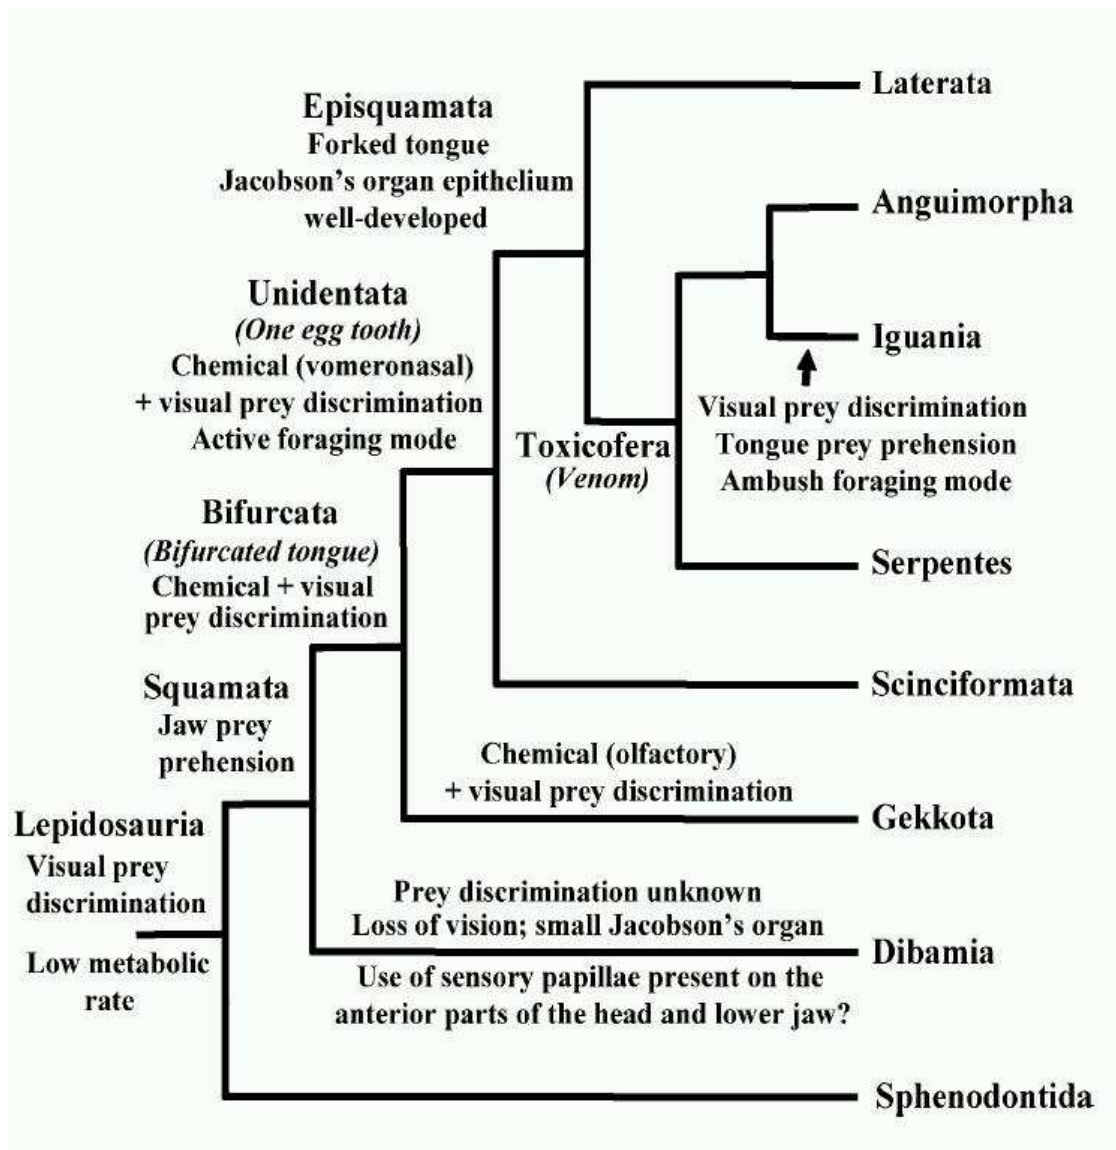 Laterata
Episquamata
Forked tongue
Jacobson's organ epithelium
well-developed
Anguimorpha
Unidentata
(One egg tooth)
Chemical (vomeronasal)
+ visual prey discrimination
Active foraging mode
Iguania
Visual prey discrimination
Tongue prey prehension
Ambush foraging mode
Toxicofera
(Venom)
Bifurcata
(Bifurcated tongue)
Chemical + visual
prey discrimination
Serpentes
Squamata
Jaw prey
prehension
Scinciformata
Chemical (olfactory)
+ visual prey discrimination
Gekkota
Lepidosauria
Visual prey
discrimination
Low metabolic
rate
Prey discrimination unknown
Loss of vision; small Jacobson's organ
Dibamia
Use of sensory papillae present on the
anterior parts of the head and lower jaw?
Sphenodontida